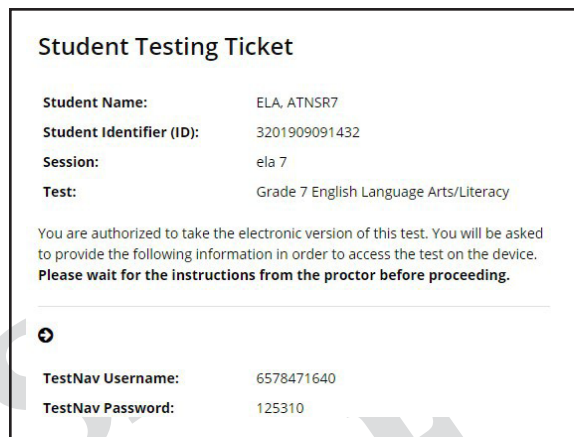 Student Testing Ticket
Student Name: ELA, ATNSR7
Student Identifier (ID): 3201909091432
Session: ela 7
Test: Grade 7 English Language Arts/Literacy
You are authorized to take the electronic version of this test. You will be asked
to provide the following information in order to access the test on the device.
Please wait for the instructions from the proctor before proceeding.
TestNav Username: 6578471640
TestNav Password: 125310